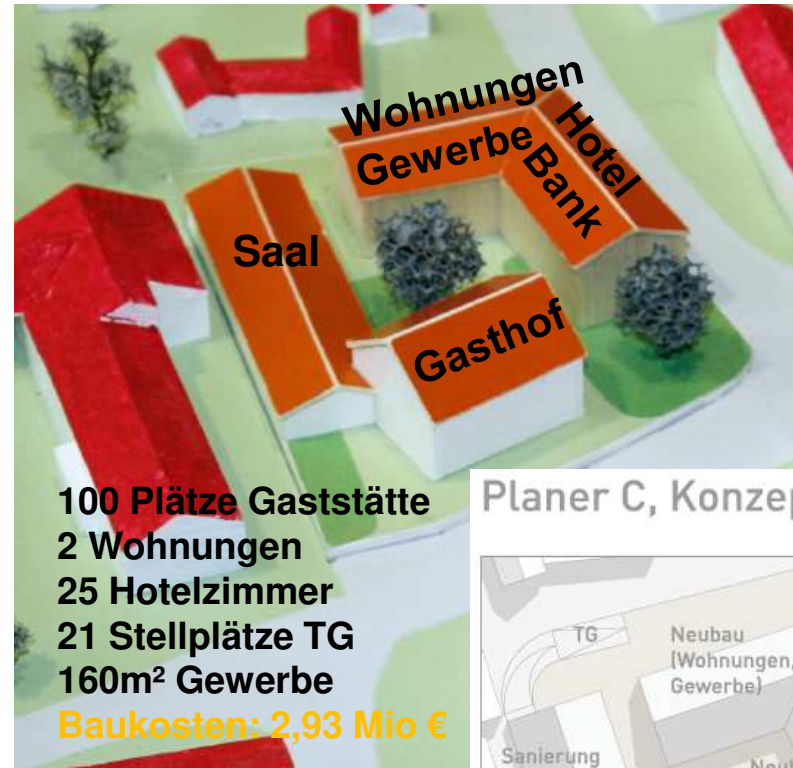 Wohnungen
Gewerbe
Hotel
Bank
Saal
Gasthof
100 Plätze Gaststätte
2 Wohnungen
25 Hotelzimmer
21 Stellplätze TG
160m² Gewerbe
Baukosten: 2,93 Mio €
Planer C,
TG
Neubau
(Wohnungen,
Gewerbe)
Sanierung